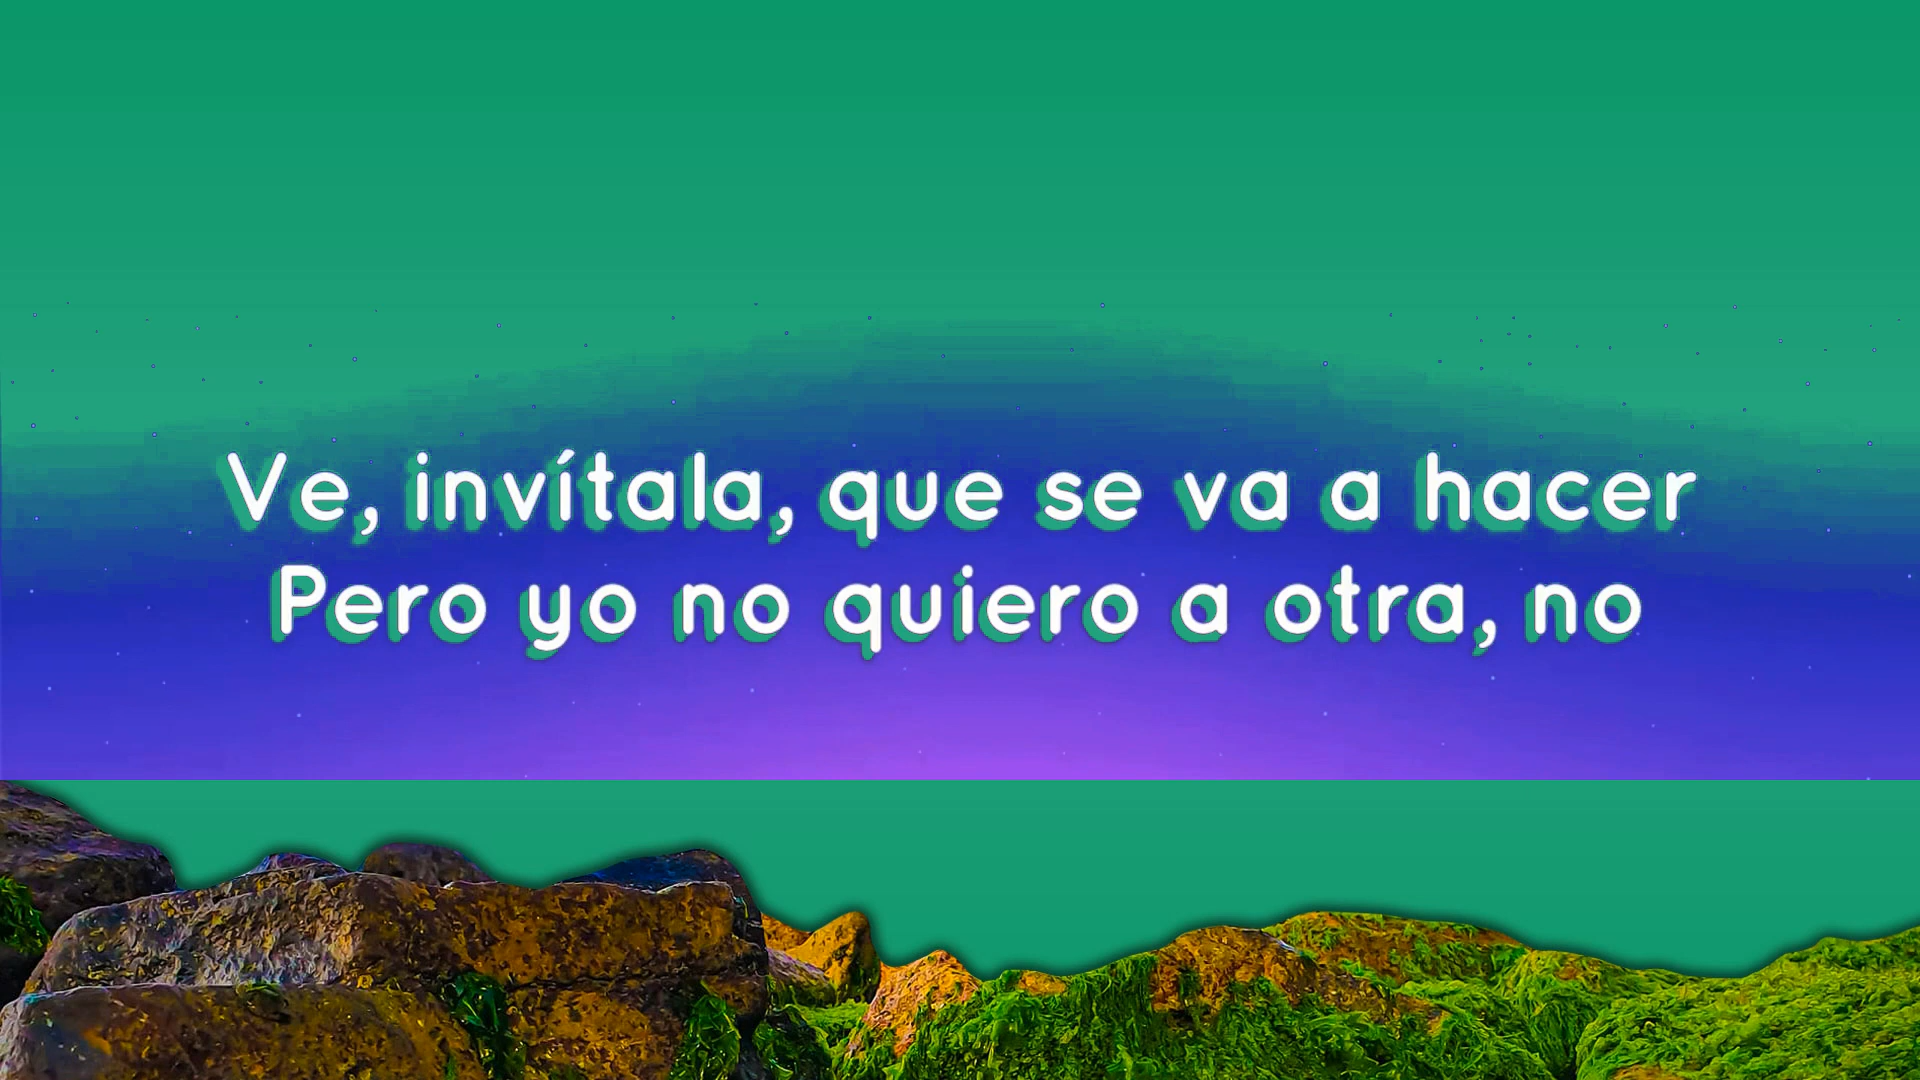 Ve, invítala, que se va a hacer
Pero yo no quiero a otra, no